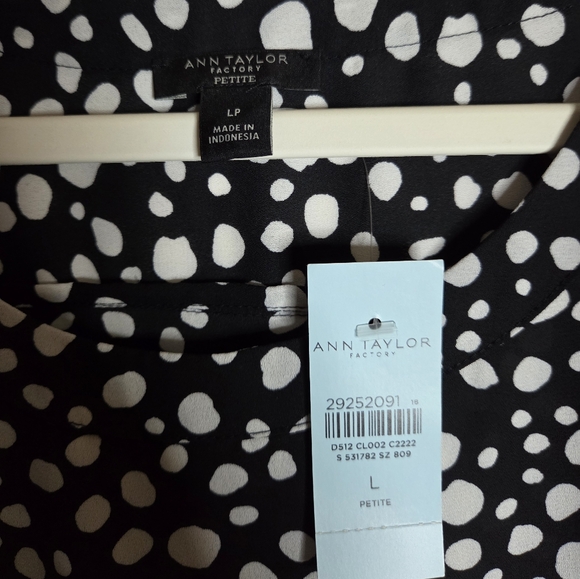 ANN TAYLOR
FACTORY
PETITE
LP
MADE IN
INDONESIA
ANN TAYLOR
FACTORY
29252091 18
D512 CL002 C2222
S 531782 SZ 809
L
PETITE